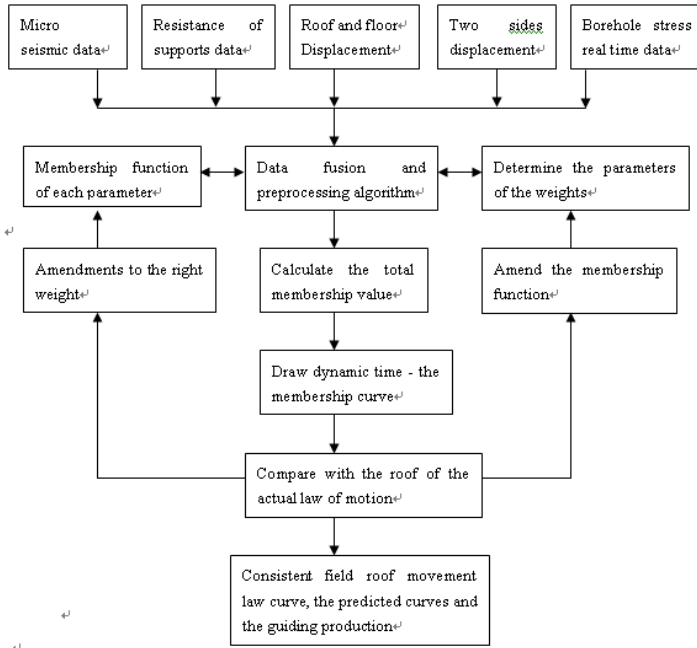 Micro
seismic data
Resistance of
supports data
Roof and floor
Displacement
Two sides
displacement
Borehole stress
real time data
Membership function
of each parameter
Data fusion and
preprocessing algorithm
Determine the parameters
of the weights
Amendments to the right
weight
Calculate the total
membership value
Amend the membership
function
Draw dynamic time - the
membership curve
Compare with the roof of the
actual law of motion
Consistent field roof movement
law curve, the predicted curves and
the guiding production